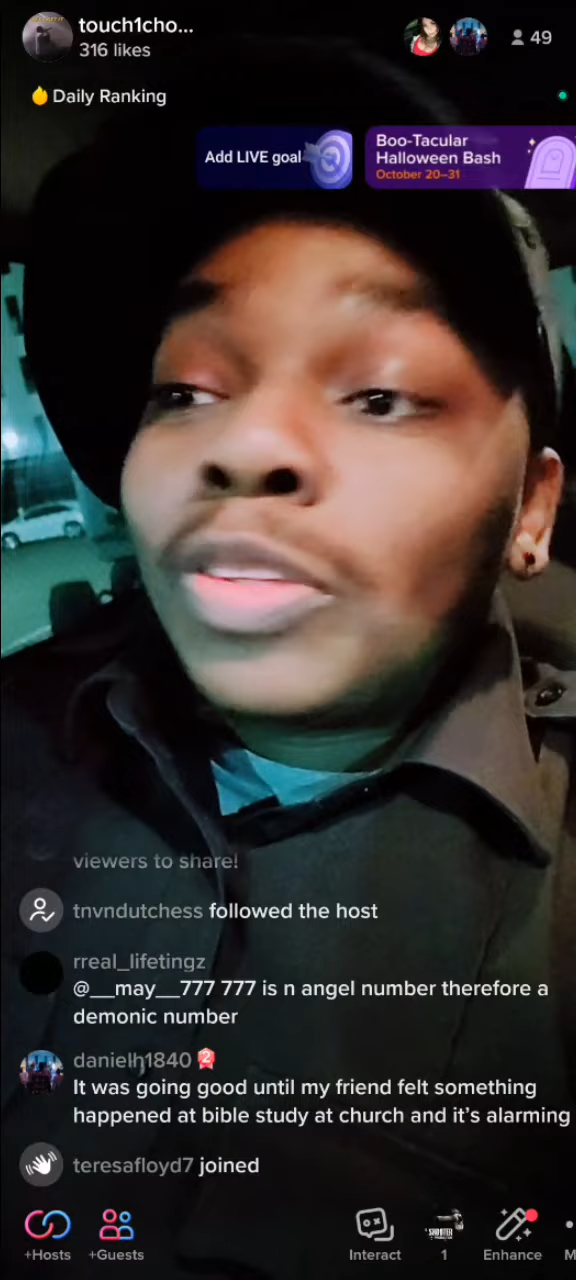 touch1cho...
316 likes
49
Daily Ranking
Add LIVE goal
Boo-Tacular
Halloween Bash
October 20–31
viewers to share!
tnvndutchess followed the host
rreal_lifetingz
@__may__777 777 is n angel number therefore a
demonic number
danielh1840 2
It was going good until my friend felt something
happened at bible study at church and it's alarming
teresafloyd7 joined
+Hosts
+Guests
Interact
1
Enhance
M